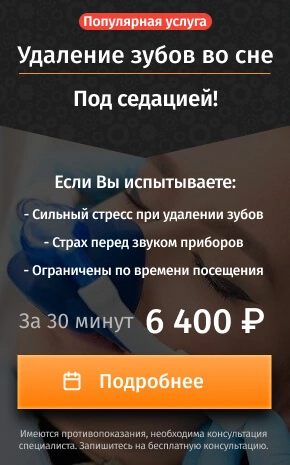 Популярная услуга
Удаление зубов во сне
Под седацией!
Если Вы испытываете:
- Сильный стресс при удалении зубов
- Страх перед звуком приборов
- Ограничены по времени посещения
За 30 минут 6 400 ₽
Подробнее
Имеются противопоказания, необходима консультация
специалиста. Запишитесь на бесплатную консультацию.